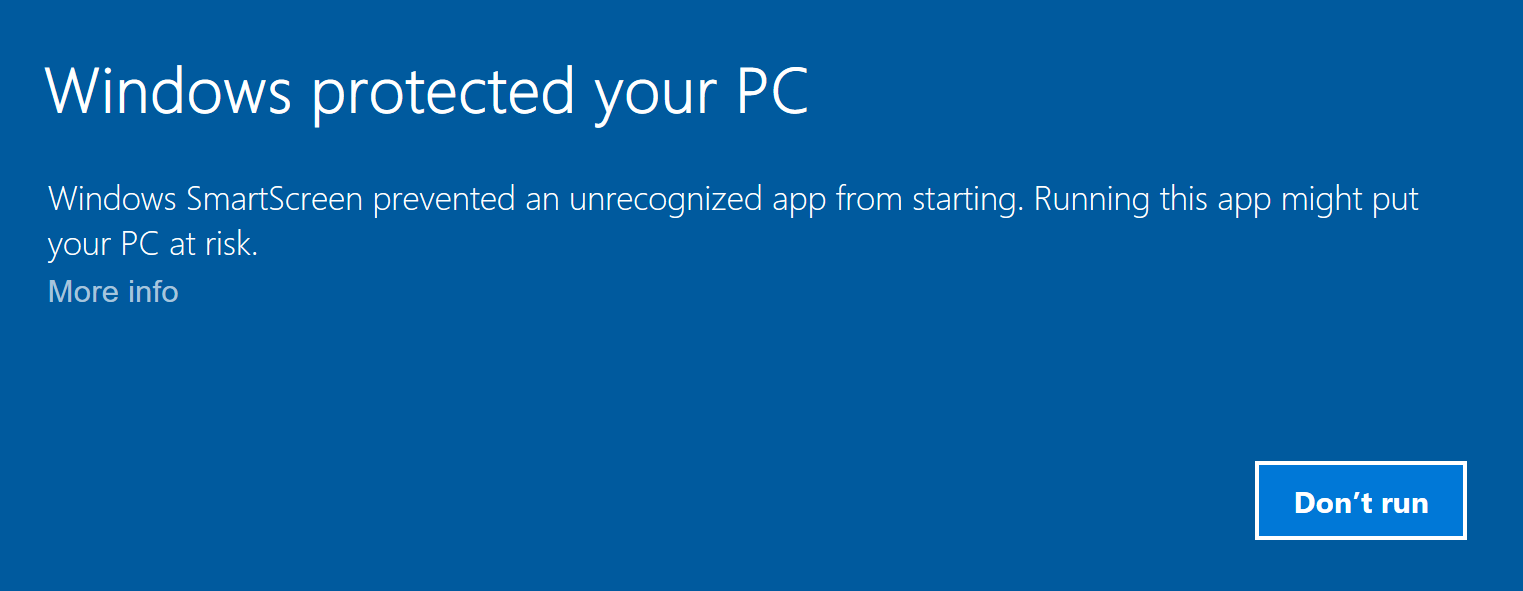 Windows protected your PC
Windows SmartScreen prevented an unrecognized app from starting. Running this app might put
your PC at risk.
More info
Don’t run